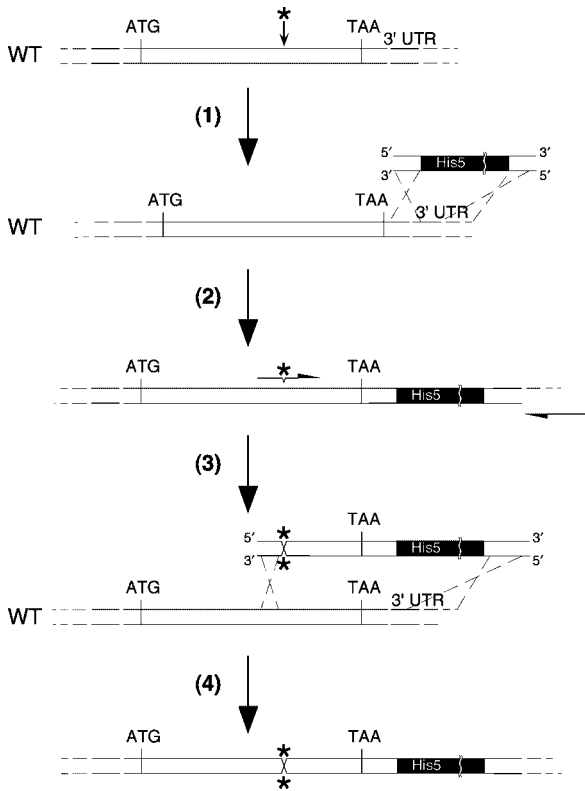 *
ATG TAA 3' UTR
WT
(1)
5' His5 3'
3' 5'
ATG TAA 3' UTR
WT
(2)
*
ATG TAA
His5
(3)
TAA
5' * His5 3'
3' * 5'
ATG TAA 3' UTR
WT
(4)
ATG * TAA
His5
*